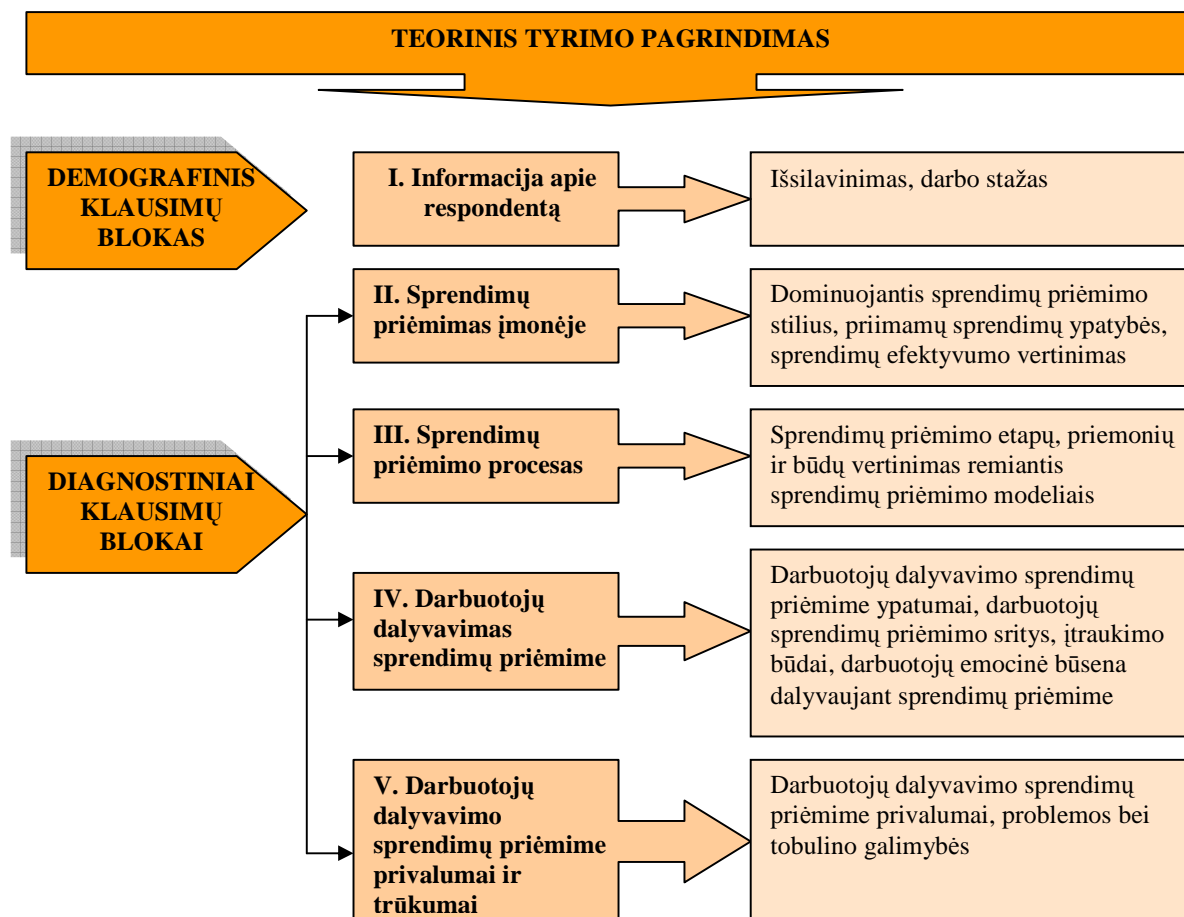 TEORINIS TYRIMO PAGRINDIMAS
DEMOGRAFINIS
KLAUSIMŲ
BLOKAS
I. Informacija apie
respondentą
Išsilavinimas, darbo stažas
II. Sprendimų
priėmimas įmonėje
Dominuojantis sprendimų priėmimo
stilius, priimamų sprendimų ypatybės,
sprendimų efektyvumo vertinimas
DIAGNOSTINIAI
KLAUSIMŲ
BLOKAI
III. Sprendimų
priėmimo procesas
Sprendimų priėmimo etapų, priemonių
ir būdų vertinimas remiantis
sprendimų priėmimo modeliais
IV. Darbuotojų
dalyvavimas
sprendimų priėmime
Darbuotojų dalyvavimo sprendimų
priėmime ypatumai, darbuotojų
sprendimų priėmimo sritys, įtraukimo
būdai, darbuotojų emocinė būsena
dalyvaujant sprendimų priėmime
V. Darbuotojų
dalyvavimo
sprendimų priėmime
privalumai ir
trūkumai
Darbuotojų dalyvavimo sprendimų
priėmime privalumai, problemos bei
tobulino galimybės